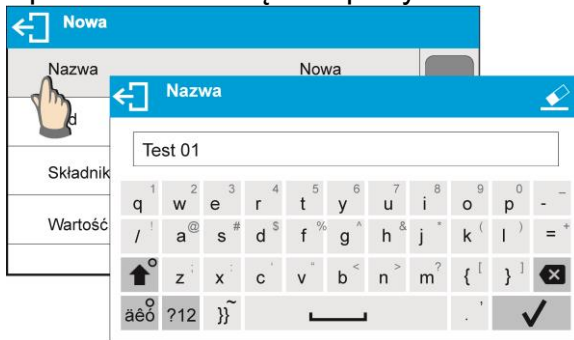 Nowa
Nazwa Nowa
d
Składnik
Wartość
Nazwa
Test 01
q 1 w 2 e 3 r 4 t 5 y 6 u 7 i 8 o 9 p 0 - _
/ ! a @ s # d $ f % g ^ h & j * k ( l ) = +
z ; x : c ' v " b < n > m ? { [ } ]
äêó ?12 }}~ . '